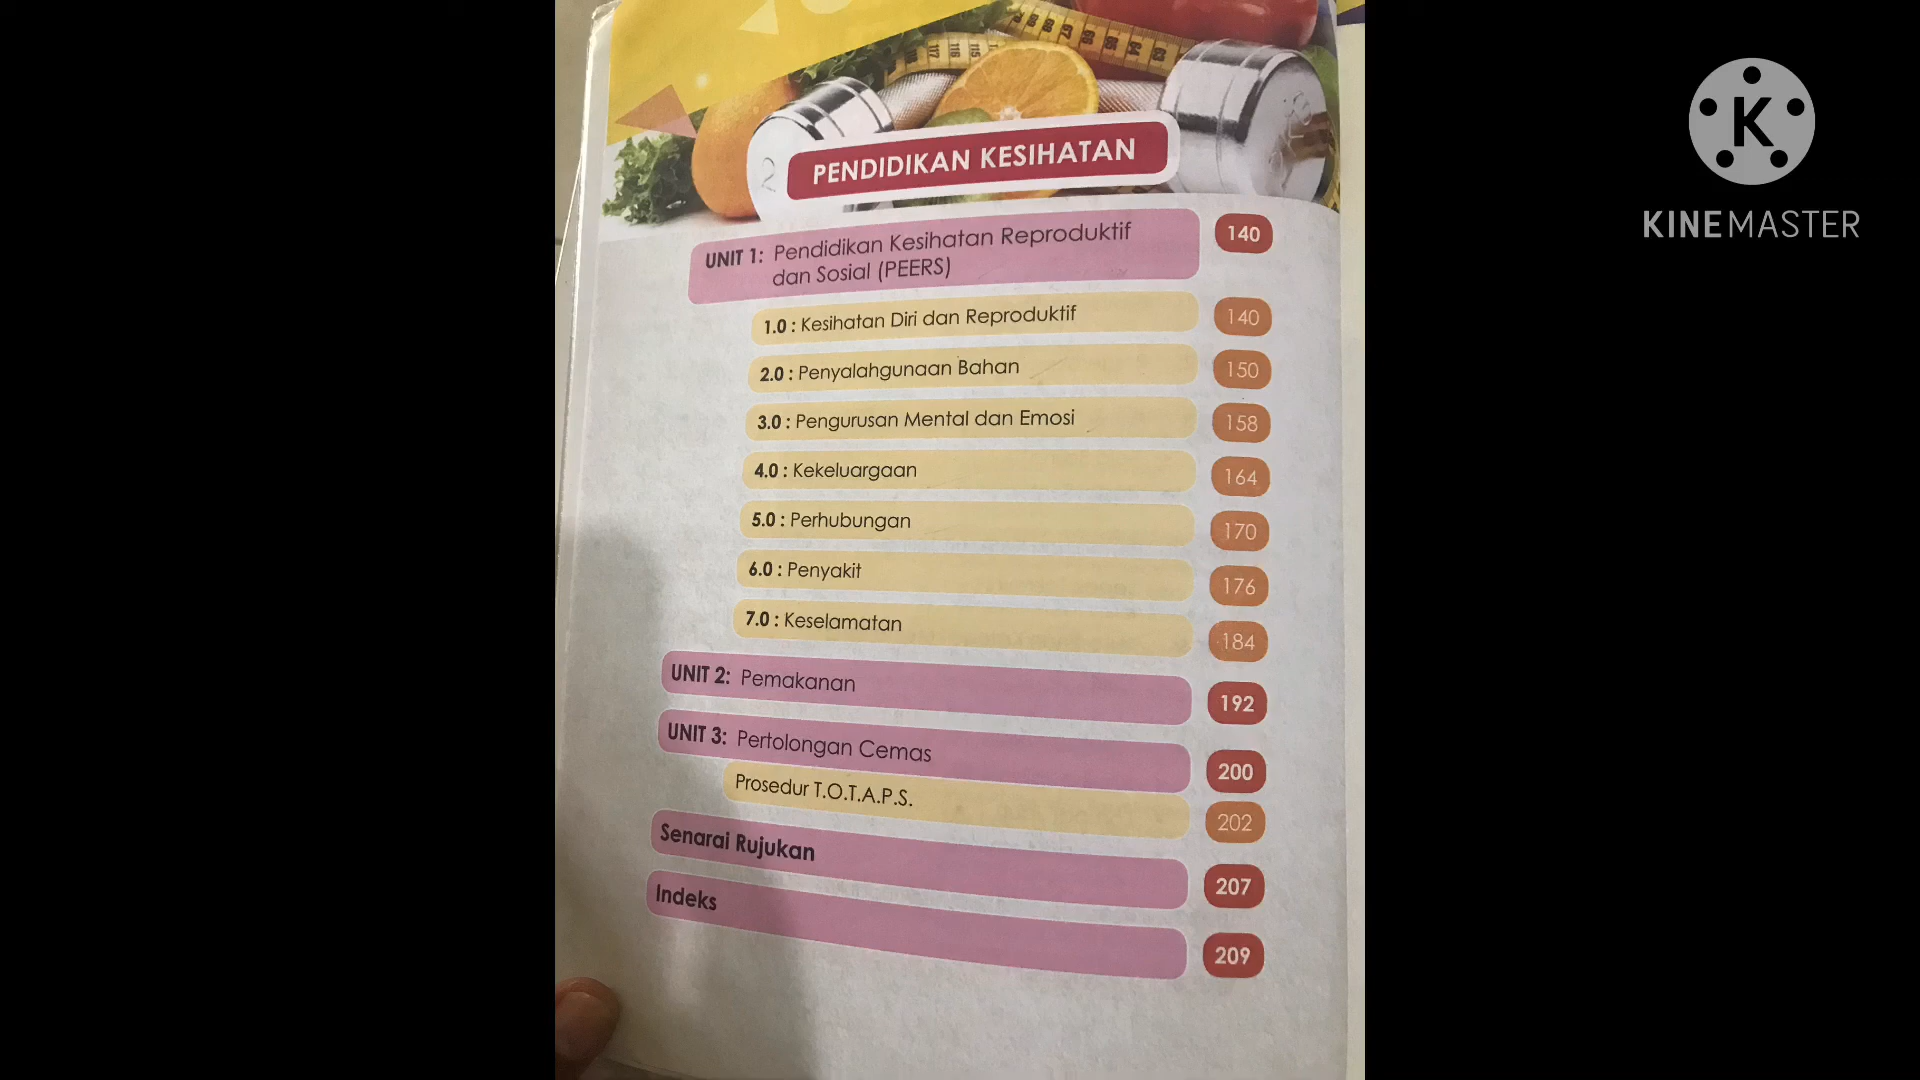 PENDIDIKAN KESIHATAN
UNIT 1: Pendidikan Kesihatan Reproduktif 140
dan Sosial (PEERS)
1.0 : Kesihatan Diri dan Reproduktif 140
2.0 : Penyalahgunaan Bahan 150
3.0 : Pengurusan Mental dan Emosi 158
4.0 : Kekeluargaan 164
5.0 : Perhubungan 170
6.0 : Penyakit 176
7.0 : Keselamatan 184
UNIT 2: Pemakanan 192
UNIT 3: Pertolongan Cemas 200
Prosedur T.O.T.A.P.S. 202
Senarai Rujukan 207
Indeks 209
K
KINEMASTER